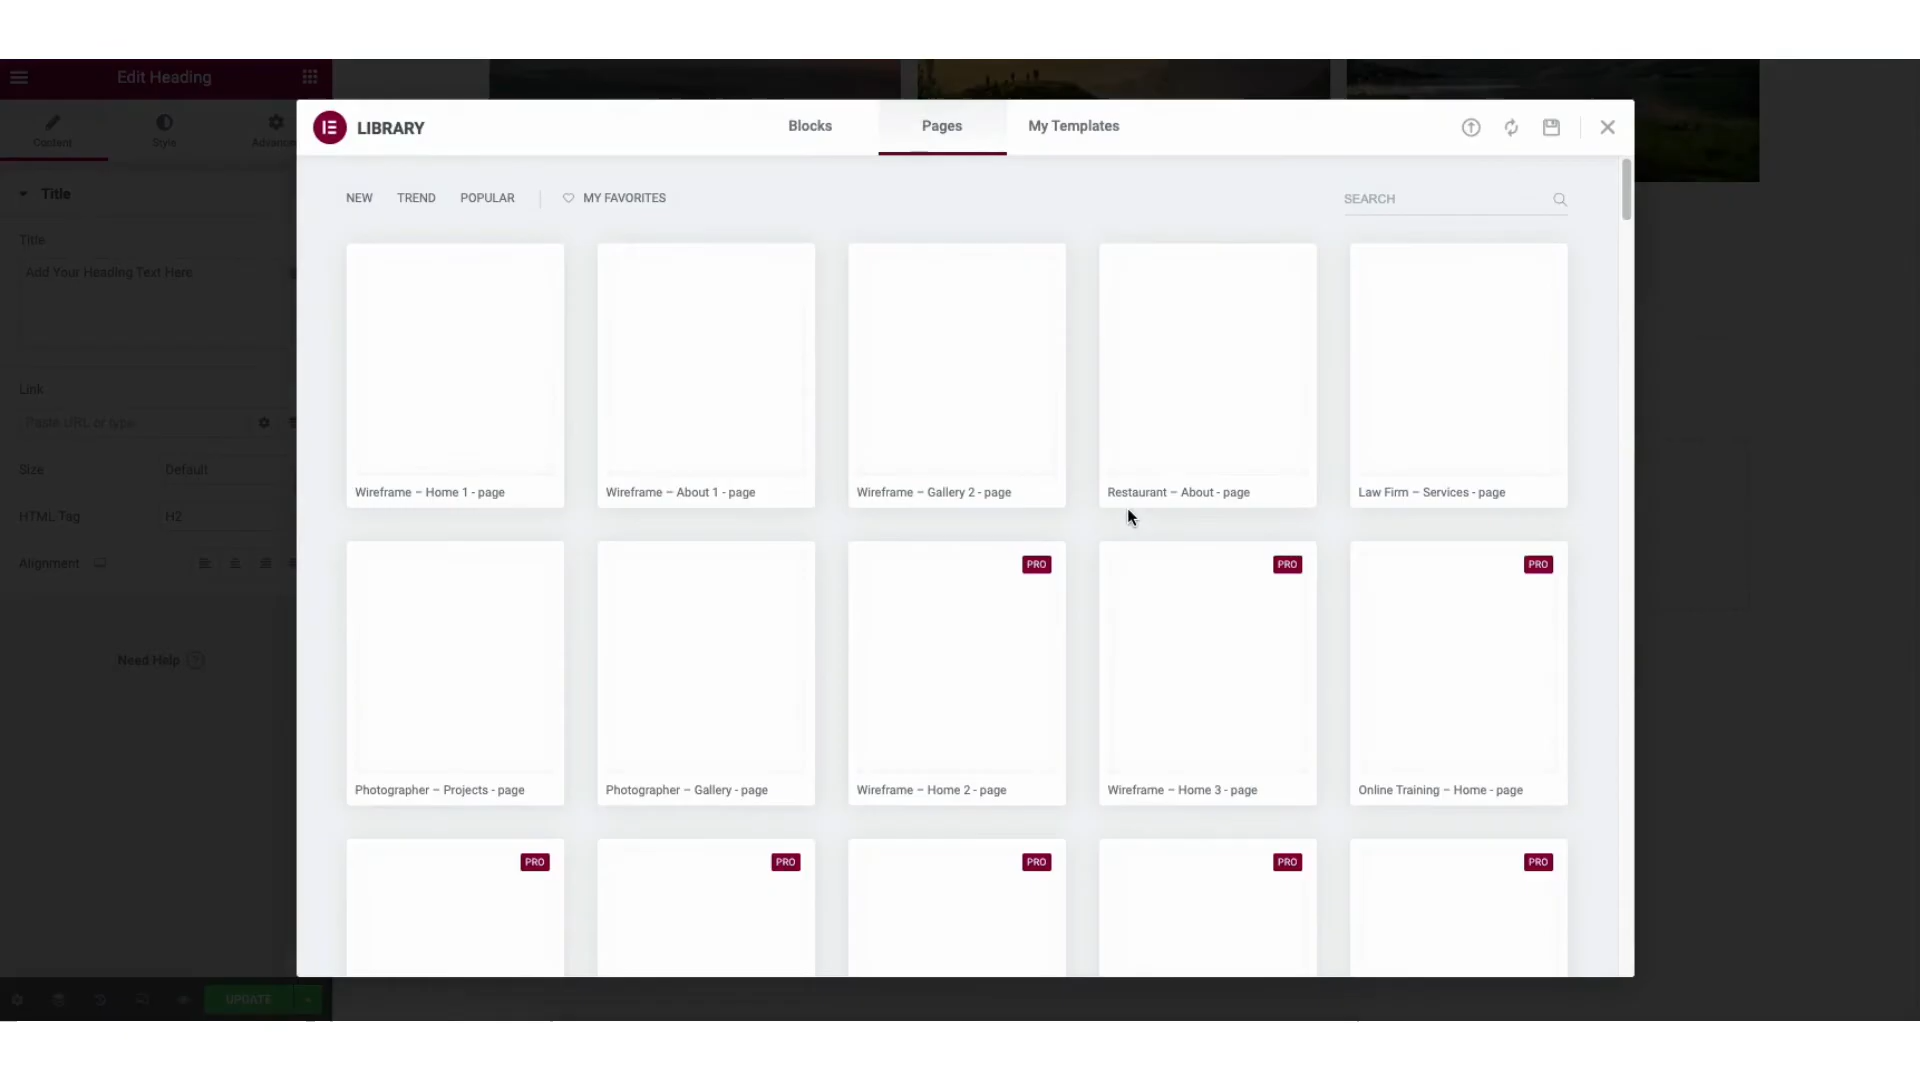 Edit Heading
LIBRARY
Blocks
Pages
My Templates
Content
Style
NEW
TREND
POPULAR
MY FAVORITES
SEARCH
Title
Title
Add Your Heading Text Here
Link
Paste URL or type
Size
Default
HTML Tag
H2
Alignment
Need Help
UPDATE
Wireframe – Home 1 - page
Wireframe – About 1 - page
Wireframe – Gallery 2 - page
Restaurant – About - page
Law Firm – Services - page
PRO
PRO
PRO
Photographer – Projects - page
Photographer – Gallery - page
Wireframe – Home 2 - page
Wireframe – Home 3 - page
Online Training – Home - page
PRO
PRO
PRO
PRO
PRO